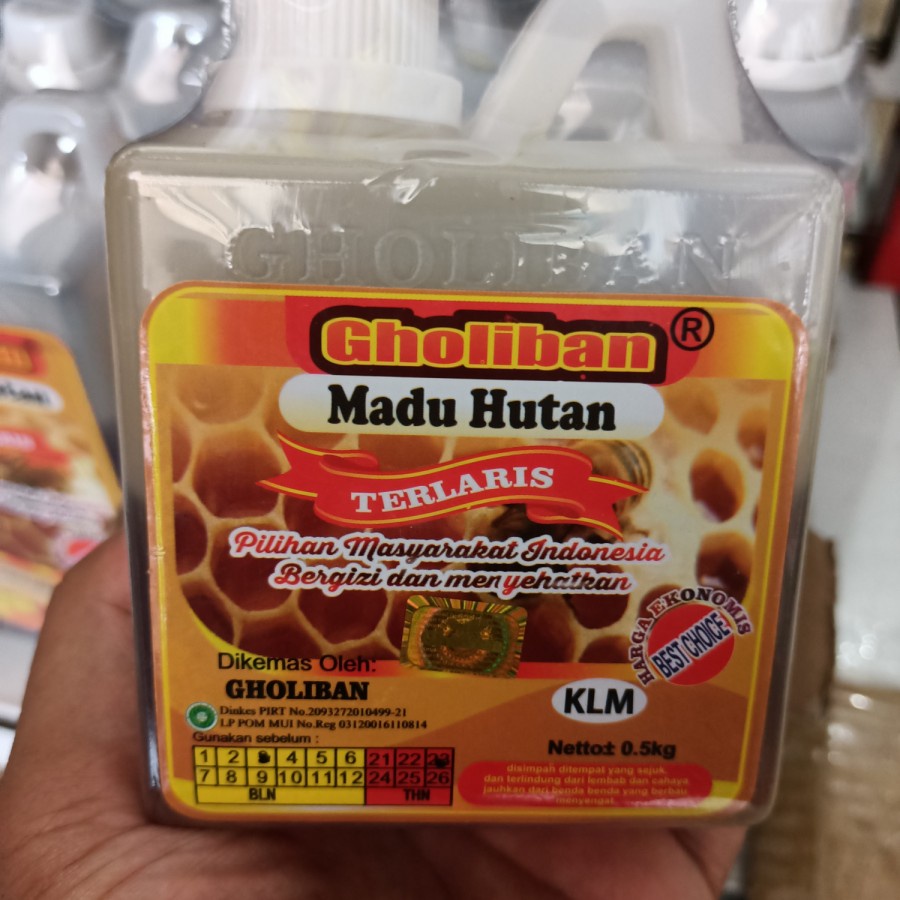 GHOLIBAN
Gholiban ®
Madu Hutan
TERLARIS
Pilihan Masyarakat Indonesia
Bergizi dan menyehatkan
HARGA EKONOMIS
BEST CHOICE
Dikemas Oleh:
GHOLIBAN
Dinkes PIRT No.2093272010499-21
LP POM MUI No.Reg 03120016110814
KLM
Gunakan sebelum :
Netto± 0.5kg
1 2 4 5 6 21 22
7 8 9 10 11 12 24 25 26
BLN THN
disimpah ditempat yang sejuk,
dan terlindung dari lembab dan cahaya,
jauhkan dari benda benda yang berbau
menyengat.